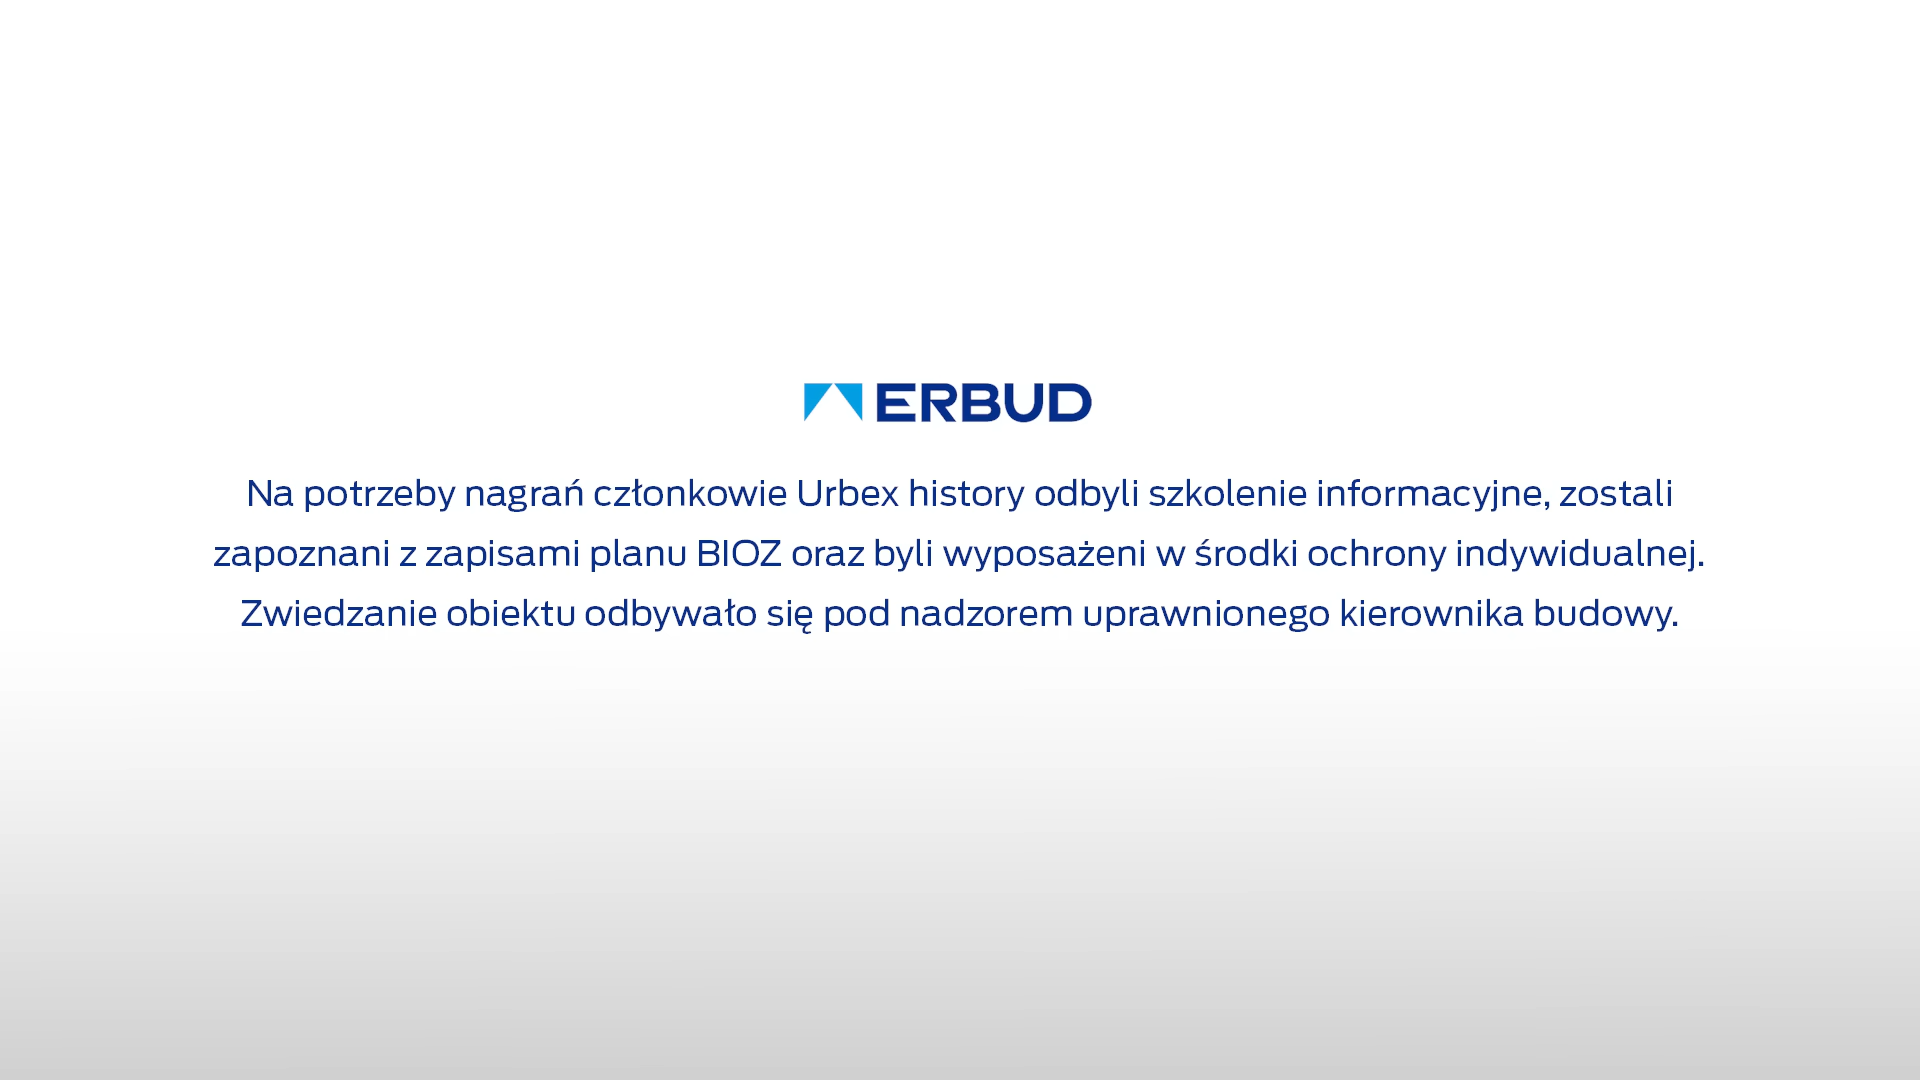 ERBUD
Na potrzeby nagrań członkowie Urbex history odbyli szkolenie informacyjne, zostali
zapoznani z zapisami planu BIOZ oraz byli wyposażeni w środki ochrony indywidualnej.
Zwiedzanie obiektu odbywało się pod nadzorem uprawnionego kierownika budowy.